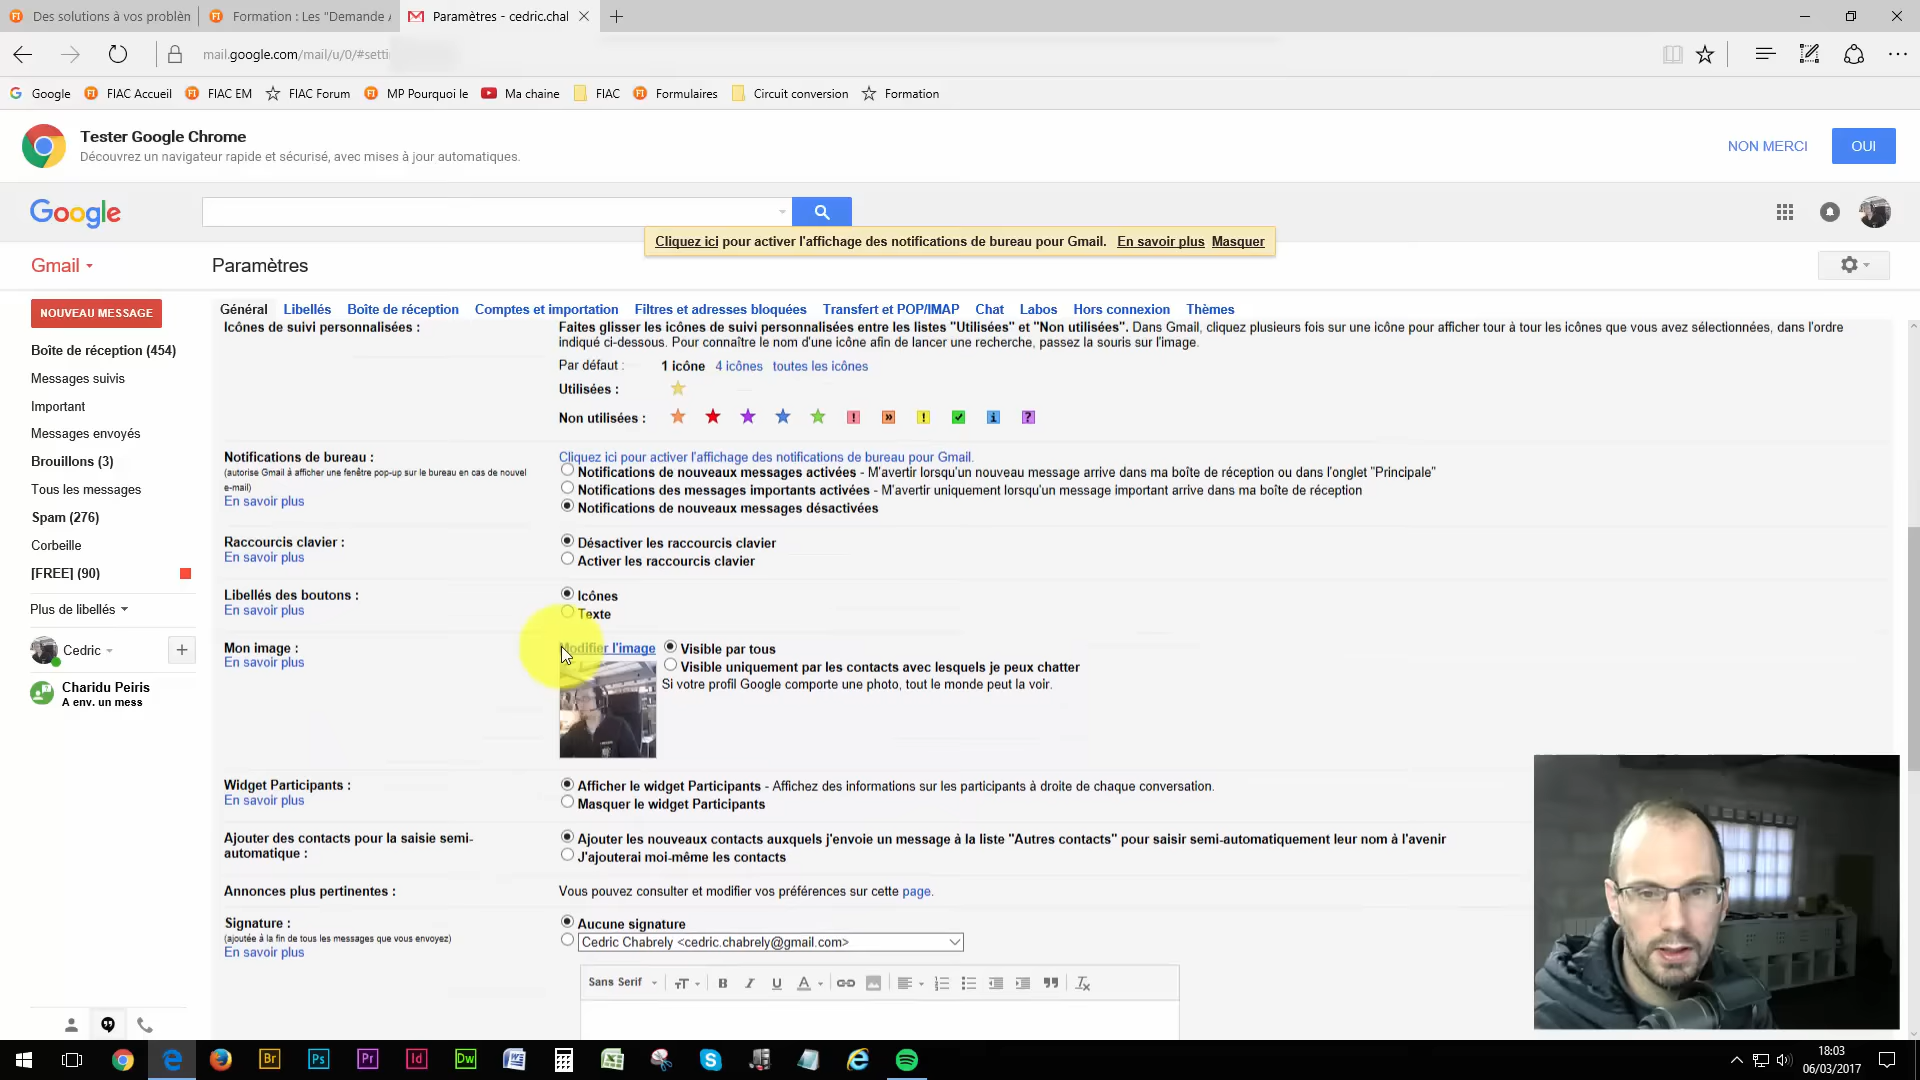 Des solutions à vos problèn
Formation : Les "Demande A
Paramètres - cedric.chal
mail.google.com/mail/u/0/#setti
Google
FIAC Accueil
FIAC EM
FIAC Forum
MP Pourquoi le
Ma chaine
FIAC
Formulaires
Circuit conversion
Formation
Tester Google Chrome
Découvrez un navigateur rapide et sécurisé, avec mises à jour automatiques.
NON MERCI
OUI
Google
Cliquez ici pour activer l'affichage des notifications de bureau pour Gmail. En savoir plus Masquer
Gmail
Paramètres
Général Libellés Boîte de réception Comptes et importation Filtres et adresses bloquées Transfert et POP/IMAP Chat Labos Hors connexion Thèmes
NOUVEAU MESSAGE
Boîte de réception (454)
Messages suivis
Important
Messages envoyés
Brouillons (3)
Tous les messages
Spam (276)
Corbeille
[FREE] (90)
Plus de libellés
Cedric
Charidu Peiris
A env. un mess
Icônes de suivi personnalisées :
Faites glisser les icônes de suivi personnalisées entre les listes "Utilisées" et "Non utilisées". Dans Gmail, cliquez plusieurs fois sur une icône pour afficher tour à tour les icônes que vous avez sélectionnées, dans l'ordre
indiqué ci-dessous. Pour connaître le nom d'une icône afin de lancer une recherche, passez la souris sur l'image.
Par défaut : 1 icône 4 icônes toutes les icônes
Utilisées :
Non utilisées :
Notifications de bureau :
(autorise Gmail à afficher une fenêtre pop-up sur le bureau en cas de nouvel
e-mail)
En savoir plus
Cliquez ici pour activer l'affichage des notifications de bureau pour Gmail.
Notifications de nouveaux messages activées - M'avertir lorsqu'un nouveau message arrive dans ma boîte de réception ou dans l'onglet "Principale"
Notifications des messages importants activées - M'avertir uniquement lorsqu'un message important arrive dans ma boîte de réception
Notifications de nouveaux messages désactivées
Raccourcis clavier :
En savoir plus
Désactiver les raccourcis clavier
Activer les raccourcis clavier
Libellés des boutons :
En savoir plus
Icônes
Texte
Mon image :
En savoir plus
Modifier l'image
Visible par tous
Visible uniquement par les contacts avec lesquels je peux chatter
Si votre profil Google comporte une photo, tout le monde peut la voir.
Widget Participants :
En savoir plus
Afficher le widget Participants - Affichez des informations sur les participants à droite de chaque conversation.
Masquer le widget Participants
Ajouter des contacts pour la saisie semi-
automatique :
Ajouter les nouveaux contacts auxquels j'envoie un message à la liste "Autres contacts" pour saisir semi-automatiquement leur nom à l'avenir
J'ajouterai moi-même les contacts
Annonces plus pertinentes :
Vous pouvez consulter et modifier vos préférences sur cette page.
Signature :
(ajoutée à la fin de tous les messages que vous envoyez)
En savoir plus
Aucune signature
Cedric Chabrely <cedric.chabrely@gmail.com>
Sans Serif
Br Ps Pr Id Dw
18:03
06/03/2017